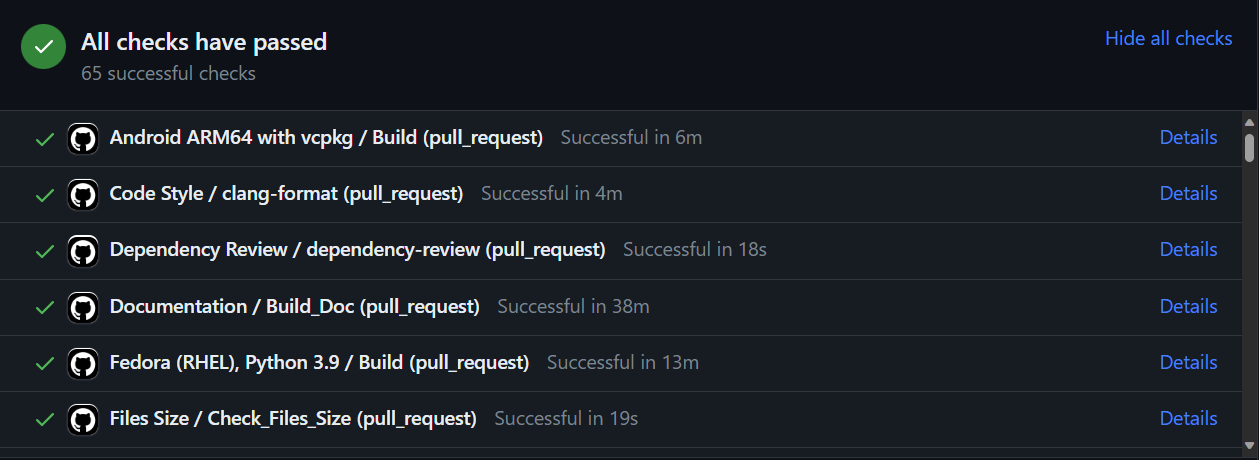 All checks have passed
Hide all checks
65 successful checks
Android ARM64 with vcpkg / Build (pull_request) Successful in 6m Details
Code Style / clang-format (pull_request) Successful in 4m Details
Dependency Review / dependency-review (pull_request) Successful in 18s Details
Documentation / Build_Doc (pull_request) Successful in 38m Details
Fedora (RHEL), Python 3.9 / Build (pull_request) Successful in 13m Details
Files Size / Check_Files_Size (pull_request) Successful in 19s Details